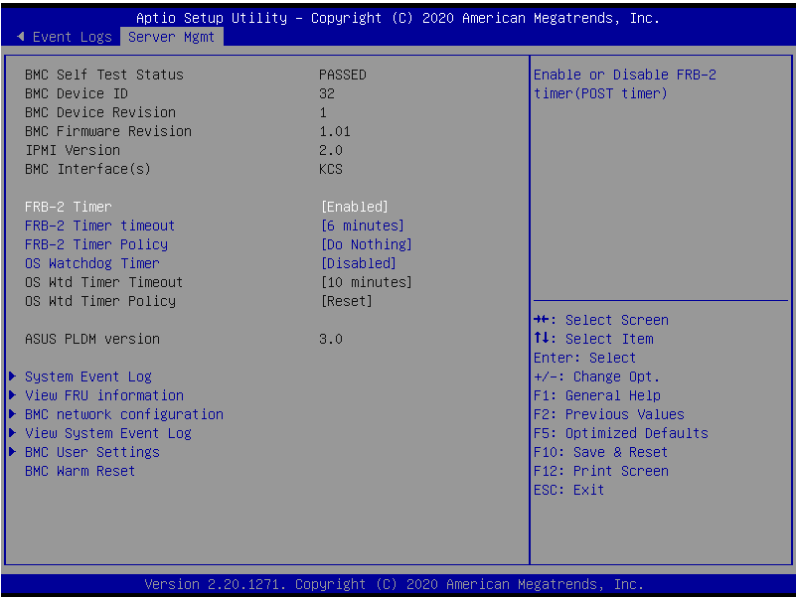 Aptio Setup Utility – Copyright (C) 2020 American Megatrends, Inc.
Event Logs Server Mgmt
BMC Self Test Status PASSED
BMC Device ID 32
BMC Device Revision 1
BMC Firmware Revision 1.01
IPMI Version 2.0
BMC Interface(s) KCS
FRB-2 Timer [Enabled]
FRB-2 Timer timeout [6 minutes]
FRB-2 Timer Policy [Do Nothing]
OS Watchdog Timer [Disabled]
OS Wtd Timer Timeout [10 minutes]
OS Wtd Timer Policy [Reset]
ASUS PLDM version 3.0
System Event Log
View FRU information
BMC network configuration
View System Event Log
BMC User Settings
BMC Warm Reset
Enable or Disable FRB-2
timer(POST timer)
→←: Select Screen
↑↓: Select Item
Enter: Select
+/-: Change Opt.
F1: General Help
F2: Previous Values
F5: Optimized Defaults
F10: Save & Reset
F12: Print Screen
ESC: Exit
Version 2.20.1271. Copyright (C) 2020 American Megatrends, Inc.